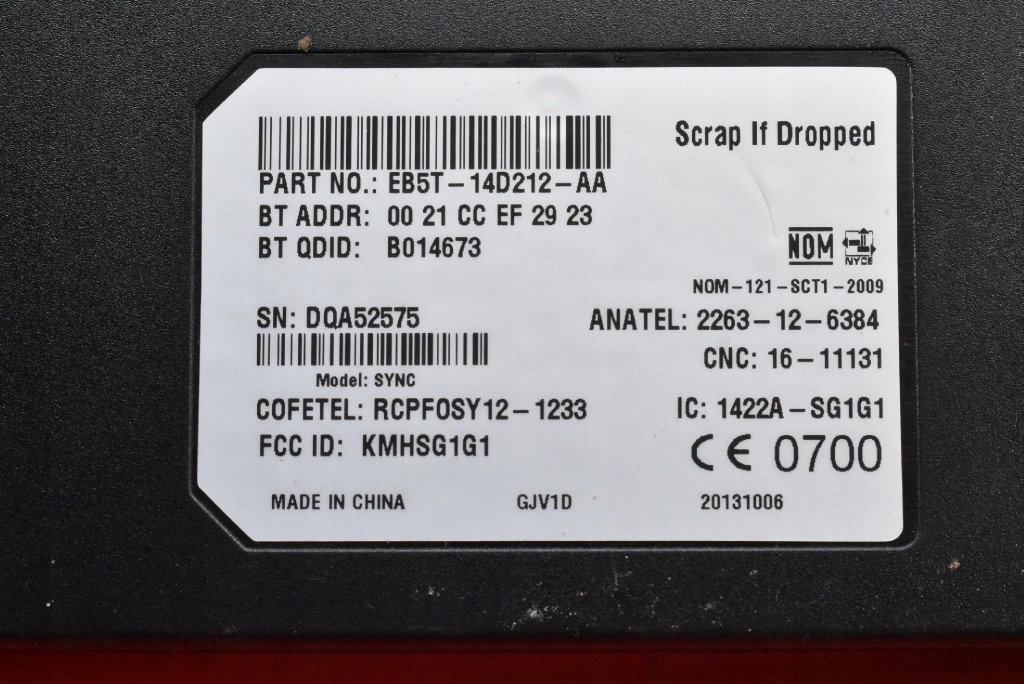 Scrap If Dropped
PART NO.: EB5T-14D212-AA
BT ADDR: 00 21 CC EF 29 23
BT QDID: B014673
NOM NYCE
NOM-121-SCT1-2009
SN: DQA52575
ANATEL: 2263-12-6384
CNC: 16-11131
Model: SYNC
COFETEL: RCPFOSY12-1233
IC: 1422A-SG1G1
FCC ID: KMHSG1G1
CE 0700
MADE IN CHINA GJV1D 20131006